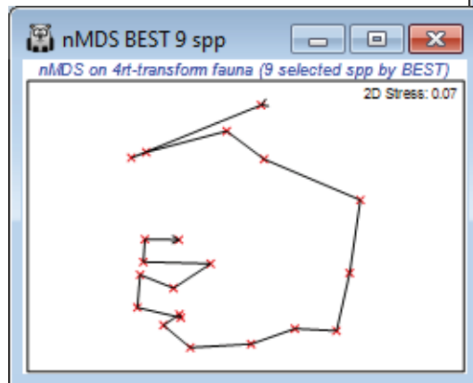 nMDS BEST 9 spp
nMDS on 4rt-transform fauna (9 selected spp by BEST)
2D Stress: 0.07